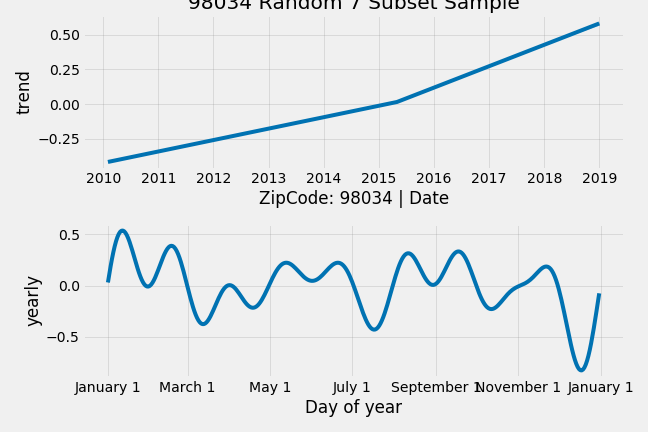 98034 Random 7 Subset Sample
0.50
0.25
0.00
−0.25
trend
2010 2011 2012 2013 2014 2015 2016 2017 2018 2019
ZipCode: 98034 | Date
0.5
0.0
−0.5
yearly
January 1 March 1 May 1 July 1 September 1 November 1 January 1
Day of year